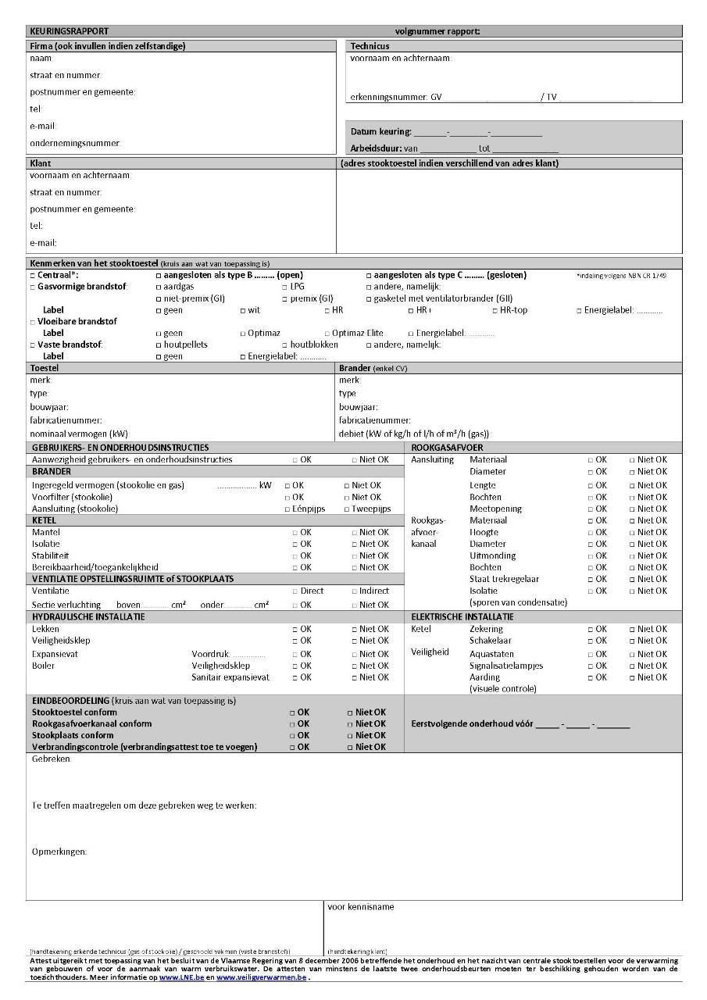 KEURINGSRAPPORT volgnummer rapport:
Firma (ook invullen indien zelfstandige)
naam:
straat en nummer:
postnummer en gemeente:
tel:
e-mail:
ondernemingsnummer:
Technicus
voornaam en achternaam:
erkenningsnummer: GV ____________________ / TV ____________________
Datum keuring: _______-________-___________
Arbeidsduur: van ____________ tot ______________
Klant
voornaam en achternaam:
straat en nummer:
postnummer en gemeente:
tel:
e-mail:
(adres stooktoestel indien verschillend van adres klant)
Kenmerken van het stooktoestel (kruis aan wat van toepassing is)
□ Centraal*: □ aangesloten als type B ……… (open) □ aangesloten als type C ……… (gesloten) *indeling volgens NBN CR 1749
□ Gasvormige brandstof: □ aardgas □ LPG □ andere, namelijk:
□ niet-premix (GI) □ premix (GI) □ gasketel met ventilatorbrander (GII)
Label □ geen □ wit □ HR □ HR+ □ HR-top □ Energielabel: …………
□ Vloeibare brandstof
Label □ geen □ Optimaz □ Optimaz Elite □ Energielabel: …………
□ Vaste brandstof: □ houtpellets □ houtblokken □ andere, namelijk:
Label □ geen □ Energielabel: …………
Toestel
merk:
type:
bouwjaar:
fabricatienummer:
nominaal vermogen (kW):
Brander (enkel CV)
merk:
type:
bouwjaar:
fabricatienummer:
debiet (kW of kg/h of l/h of m³/h (gas)):
GEBRUIKERS- EN ONDERHOUDSINSTRUCTIES
Aanwezigheid gebruikers- en onderhoudsinstructies □ OK □ Niet OK
BRANDER
Ingeregeld vermogen (stookolie en gas) ……………… kW □ OK □ Niet OK
Voorfilter (stookolie) □ OK □ Niet OK
Aansluiting (stookolie) □ Eénpijps □ Tweepijps
KETEL
Mantel □ OK □ Niet OK
Isolatie □ OK □ Niet OK
Stabiliteit □ OK □ Niet OK
Bereikbaarheid/toegankelijkheid □ OK □ Niet OK
VENTILATIE OPSTELLINGSRUIMTE of STOOKPLAATS
Ventilatie □ Direct □ Indirect
Sectie verluchting boven ………… cm² onder ………… cm² □ OK □ Niet OK
ROOKGASAFVOER
Aansluiting Materiaal □ OK □ Niet OK
Diameter □ OK □ Niet OK
Lengte □ OK □ Niet OK
Bochten □ OK □ Niet OK
Meetopening □ OK □ Niet OK
Rookgas- Materiaal □ OK □ Niet OK
afvoer- Hoogte □ OK □ Niet OK
kanaal Diameter □ OK □ Niet OK
Uitmonding □ OK □ Niet OK
Bochten □ OK □ Niet OK
Staat trekregelaar □ OK □ Niet OK
Isolatie □ OK □ Niet OK
(sporen van condensatie)
HYDRAULISCHE INSTALLATIE
Lekken □ OK □ Niet OK
Veiligheidsklep □ OK □ Niet OK
Expansievat Voordruk: ………… □ OK □ Niet OK
Boiler Veiligheidsklep □ OK □ Niet OK
Sanitair expansievat □ OK □ Niet OK
ELEKTRISCHE INSTALLATIE
Ketel Zekering □ OK □ Niet OK
Schakelaar □ OK □ Niet OK
Veiligheid Aquastaten □ OK □ Niet OK
Signalisatielampjes □ OK □ Niet OK
Aarding □ OK □ Niet OK
(visuele controle)
EINDBEOORDELING (kruis aan wat van toepassing is)
Stooktoestel conform □ OK □ Niet OK
Rookgasafvoerkanaal conform □ OK □ Niet OK
Stookplaats conform □ OK □ Niet OK
Verbrandingscontrole (verbrandingsattest toe te voegen) □ OK □ Niet OK
Eerstvolgende onderhoud vóór _____ - _____ - _______
Gebreken:
Te treffen maatregelen om deze gebreken weg te werken:
Opmerkingen:
voor kennisname
(handtekening erkende technicus (gas of stookolie) / geschoold vakman (vaste brandstof))
(handtekening klant)
Attest uitgereikt met toepassing van het besluit van de Vlaamse Regering van 8 december 2006 betreffende het onderhoud en het nazicht van centrale stooktoestellen voor de verwarming
van gebouwen of voor de aanmaak van warm verbruikswater. De attesten van minstens de laatste twee onderhoudsbeurten moeten ter beschikking gehouden worden van de
toezichthouders. Meer informatie op www.LNE.be en www.veiligverwarmen.be .